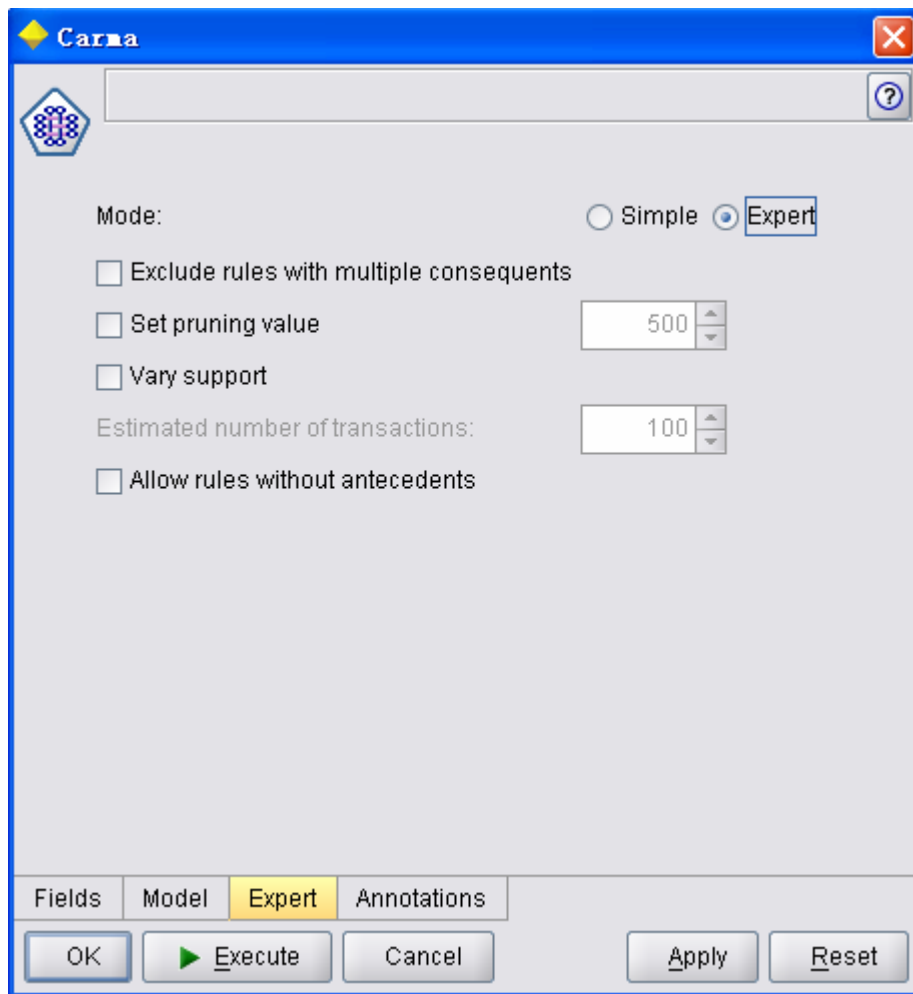 Carma
?
Mode: Simple Expert
Exclude rules with multiple consequents
Set pruning value 500
Vary support
Estimated number of transactions: 100
Allow rules without antecedents
Fields Model Expert Annotations
OK Execute Cancel Apply Reset